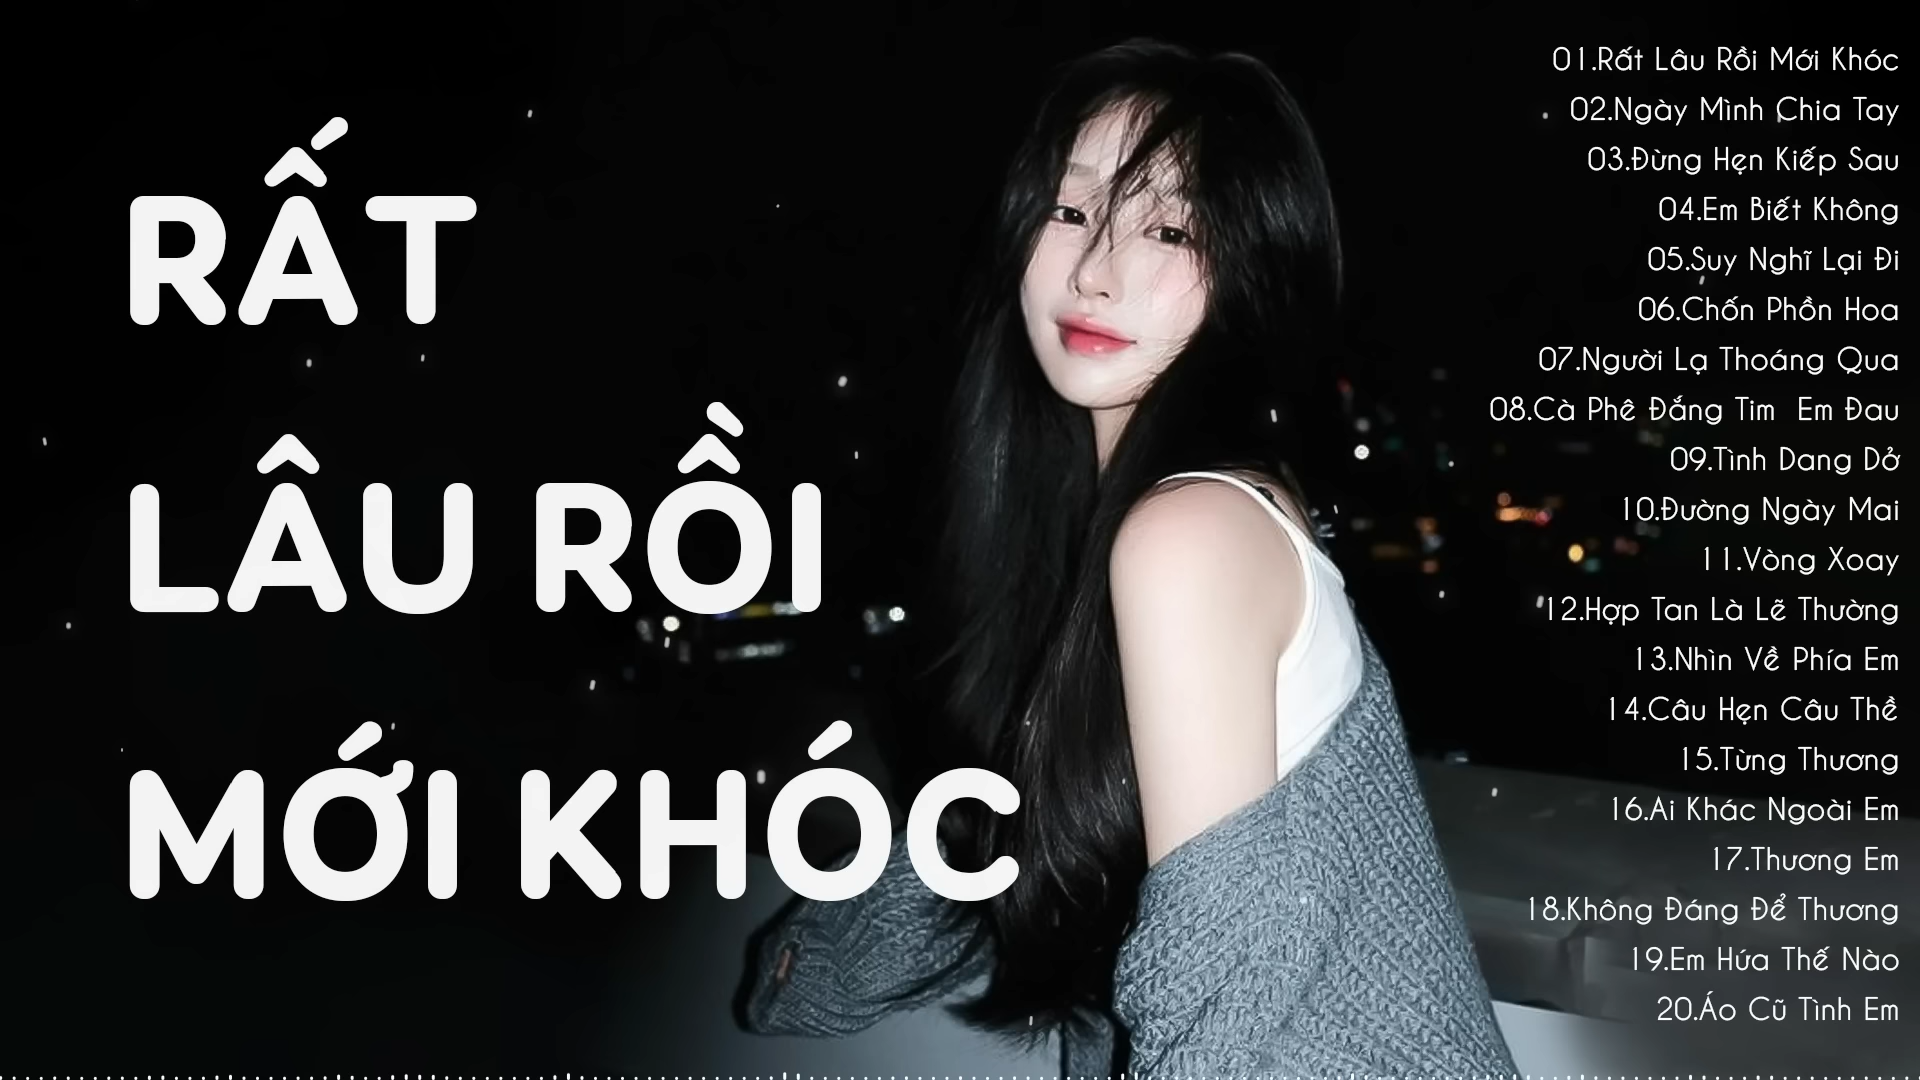 RẤT
LÂU RỒI
MỚI KHÓC
01.Rất Lâu Rồi Mới Khóc
02.Ngày Mình Chia Tay
03.Đừng Hẹn Kiếp Sau
04.Em Biết Không
05.Suy Nghĩ Lại Đi
06.Chốn Phồn Hoa
07.Người Lạ Thoáng Qua
08.Cà Phê Đắng Tim  Em Đau
09.Tình Dang Dở
10.Đường Ngày Mai
11.Vòng Xoay
12.Hợp Tan Là Lẽ Thường
13.Nhìn Về Phía Em
14.Câu Hẹn Câu Thề
15.Từng Thương
16.Ai Khác Ngoài Em
17.Thương Em
18.Không Đáng Để Thương
19.Em Hứa Thế Nào
20.Áo Cũ Tình Em